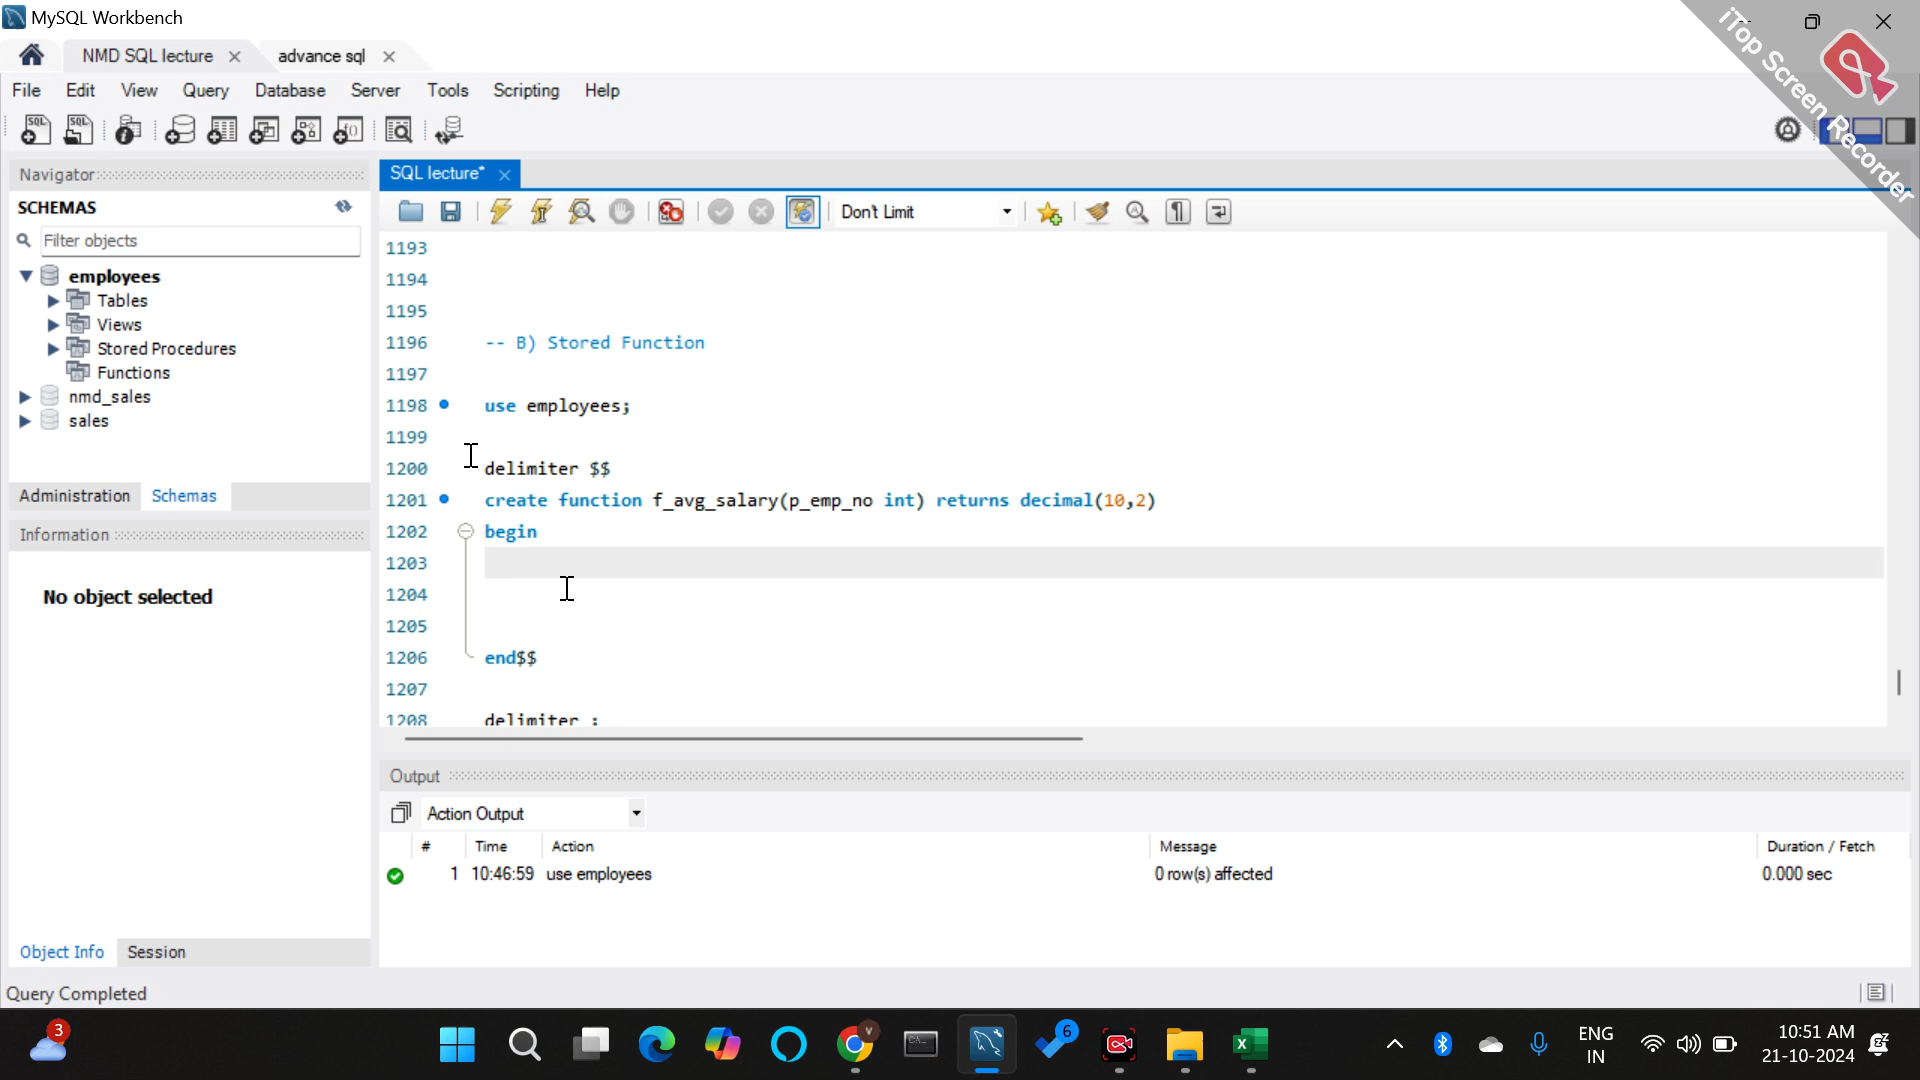 MySQL Workbench
NMD SQL lecture
advance sql
File Edit View Query Database Server Tools Scripting Help
iTop Screen Recorder
Navigator
SCHEMAS
Filter objects
employees
Tables
Views
Stored Procedures
Functions
nmd_sales
sales
Administration Schemas
Information
No object selected
Object Info Session
Query Completed
SQL lecture*
Don't Limit
1193
1194
1195
1196 -- B) Stored Function
1197
1198 use employees;
1199
1200 delimiter $$
1201 create function f_avg_salary(p_emp_no int) returns decimal(10,2)
1202 begin
1203
1204
1205
1206 end$$
1207
1208 delimiter ;
Output
Action Output
# Time Action Message Duration / Fetch
1 10:46:59 use employees 0 row(s) affected 0.000 sec
3
6
ENG
IN
10:51 AM
21-10-2024